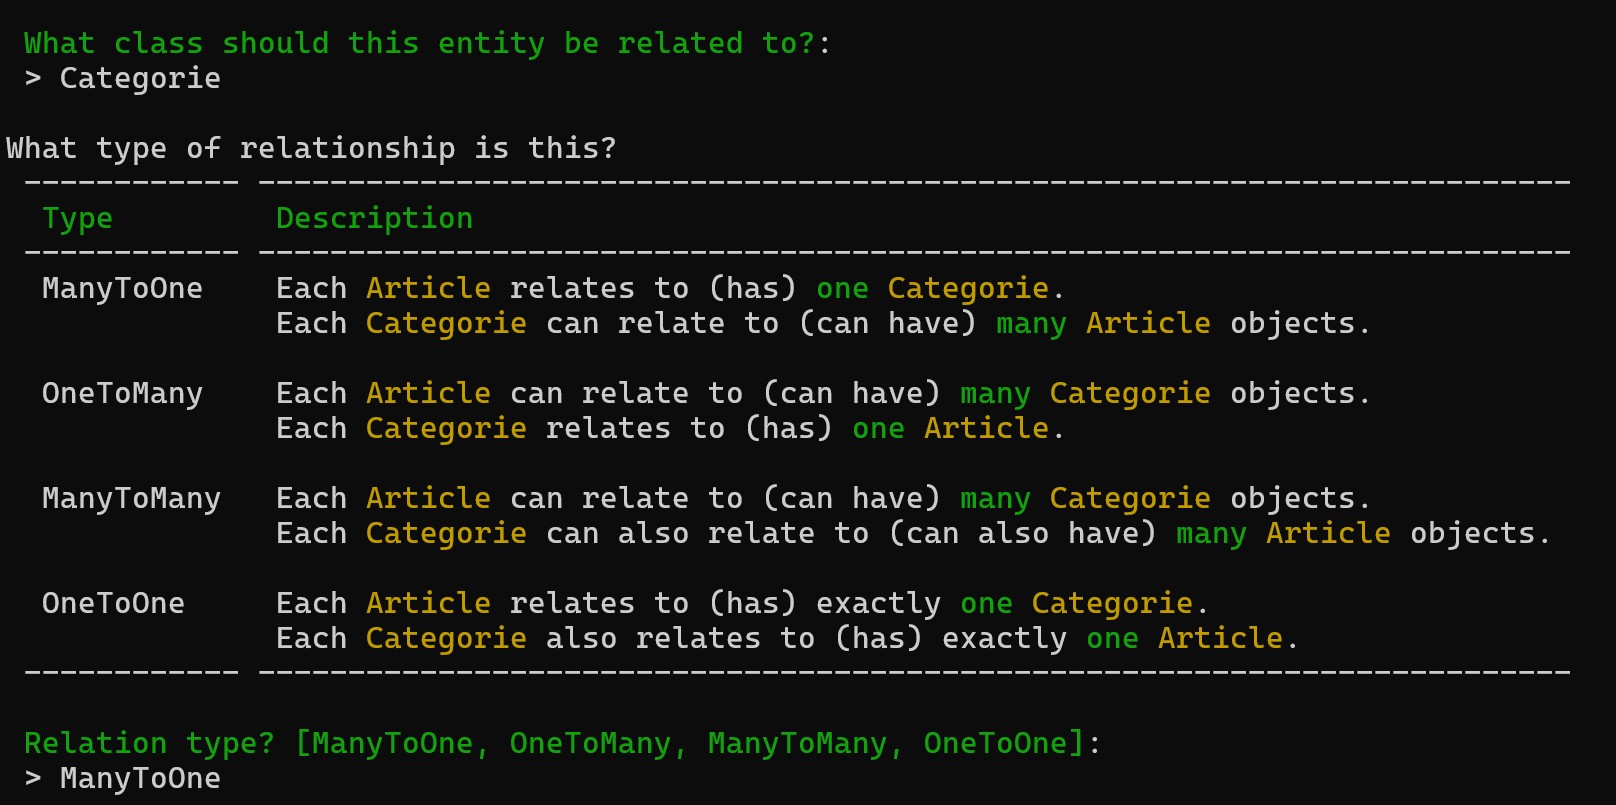 What class should this entity be related to?:
> Categorie
What type of relationship is this?
------------ -------------------------------------------------------------------------
Type Description
------------ -------------------------------------------------------------------------
ManyToOne Each Article relates to (has) one Categorie.
Each Categorie can relate to (can have) many Article objects.
OneToMany Each Article can relate to (can have) many Categorie objects.
Each Categorie relates to (has) one Article.
ManyToMany Each Article can relate to (can have) many Categorie objects.
Each Categorie can also relate to (can also have) many Article objects.
OneToOne Each Article relates to (has) exactly one Categorie.
Each Categorie also relates to (has) exactly one Article.
------------ -------------------------------------------------------------------------
Relation type? [ManyToOne, OneToMany, ManyToMany, OneToOne]:
> ManyToOne